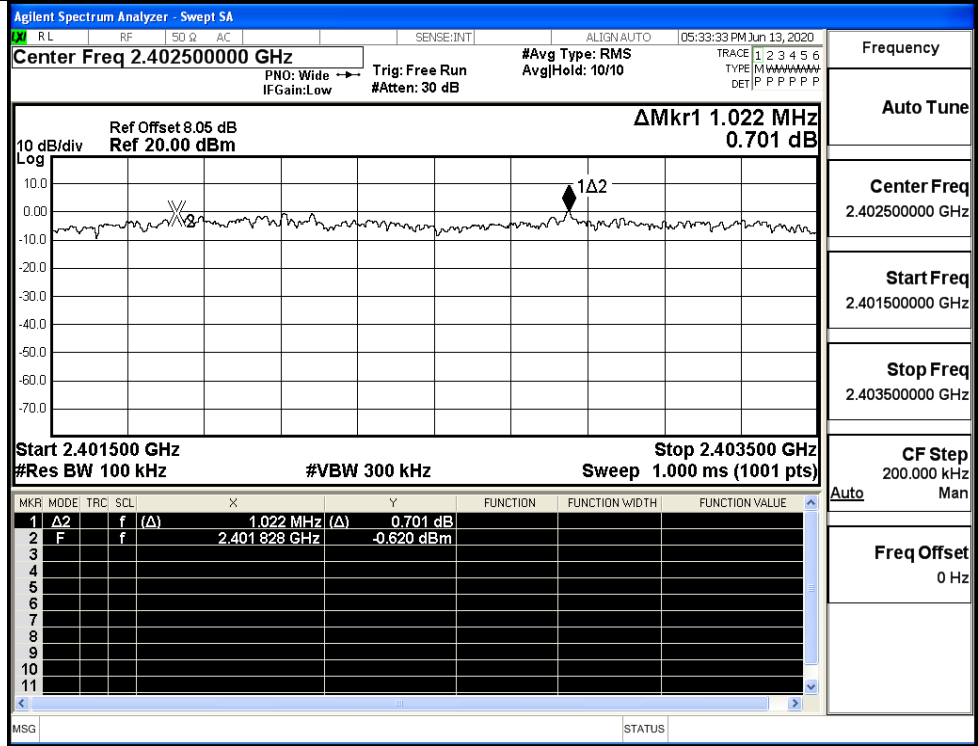 Agilent Spectrum Analyzer - Swept SA
LXI RL RF 50 Ω AC SENSE:INT ALIGNAUTO 05:33:33 PM Jun 13, 2020
Center Freq 2.402500000 GHz
PNO: Wide
IFGain:Low
Trig: Free Run
#Atten: 30 dB
#Avg Type: RMS
Avg|Hold: 10/10
TRACE 1 2 3 4 5 6
TYPE M W W W W W
DET P P P P P P
ΔMkr1 1.022 MHz
0.701 dB
Ref Offset 8.05 dB
10 dB/div Ref 20.00 dBm
Log
10.0
0.00
-10.0
-20.0
-30.0
-40.0
-50.0
-60.0
-70.0
2
1Δ2
Start 2.401500 GHz Stop 2.403500 GHz
#Res BW 100 kHz #VBW 300 kHz Sweep 1.000 ms (1001 pts)
MKR MODE TRC SCL X Y FUNCTION FUNCTION WIDTH FUNCTION VALUE
1 Δ2 f (Δ) 1.022 MHz (Δ) 0.701 dB
2 F f 2.401 828 GHz -0.620 dBm
3
4
5
6
7
8
9
10
11
MSG STATUS
Frequency
Auto Tune
Center Freq
2.402500000 GHz
Start Freq
2.401500000 GHz
Stop Freq
2.403500000 GHz
CF Step
200.000 kHz
Auto Man
Freq Offset
0 Hz